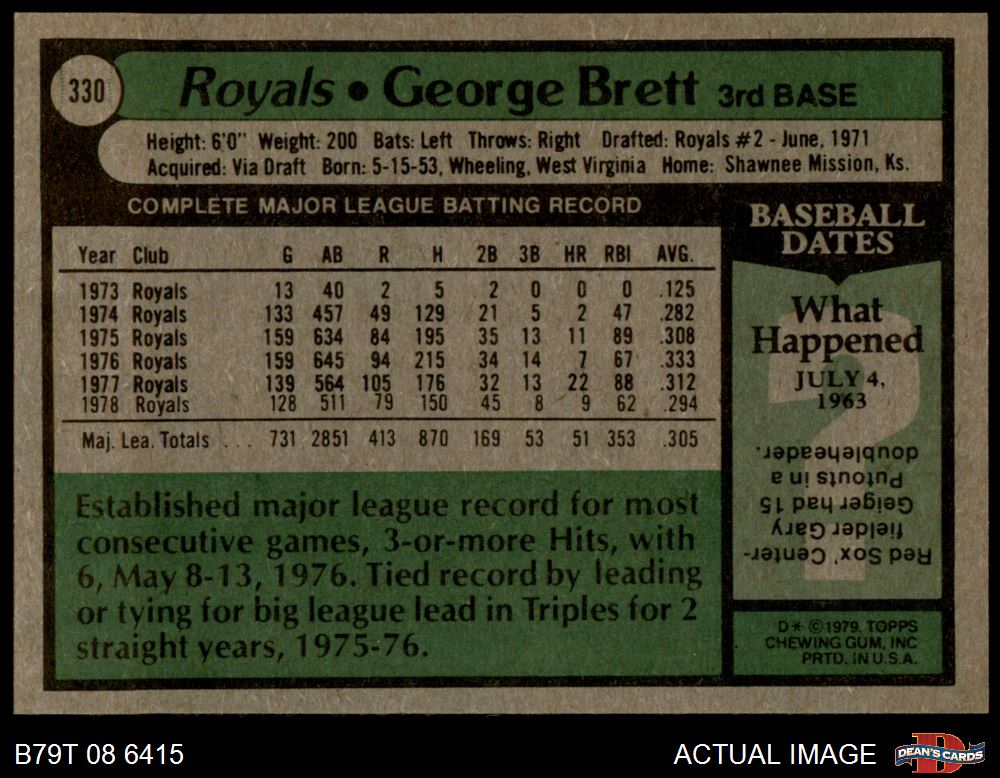 330
Royals • George Brett 3rd BASE
Height: 6'0" Weight: 200 Bats: Left Throws: Right Drafted: Royals #2 - June, 1971
Acquired: Via Draft Born: 5-15-53, Wheeling, West Virginia Home: Shawnee Mission, Ks.
COMPLETE MAJOR LEAGUE BATTING RECORD
Year Club G AB R H 2B 3B HR RBI AVG.
1973 Royals 13 40 2 5 2 0 0 0 .125
1974 Royals 133 457 49 129 21 5 2 47 .282
1975 Royals 159 634 84 195 35 13 11 89 .308
1976 Royals 159 645 94 215 34 14 7 67 .333
1977 Royals 139 564 105 176 32 13 22 88 .312
1978 Royals 128 511 79 150 45 8 9 62 .294
Maj. Lea. Totals . . . 731 2851 413 870 169 53 51 353 .305
Established major league record for most
consecutive games, 3-or-more Hits, with
6, May 8-13, 1976. Tied record by leading
or tying for big league lead in Triples for 2
straight years, 1975-76.
BASEBALL
DATES
What
Happened
JULY 4,
1963
?
Red Sox' Center-
fielder Gary
Geiger had 15
Putouts in a
doubleheader.
D* ©1979 TOPPS
CHEWING GUM, INC
PRTD. IN U.S.A.
B79T 08 6415
ACTUAL IMAGE
DEAN'S CARDS